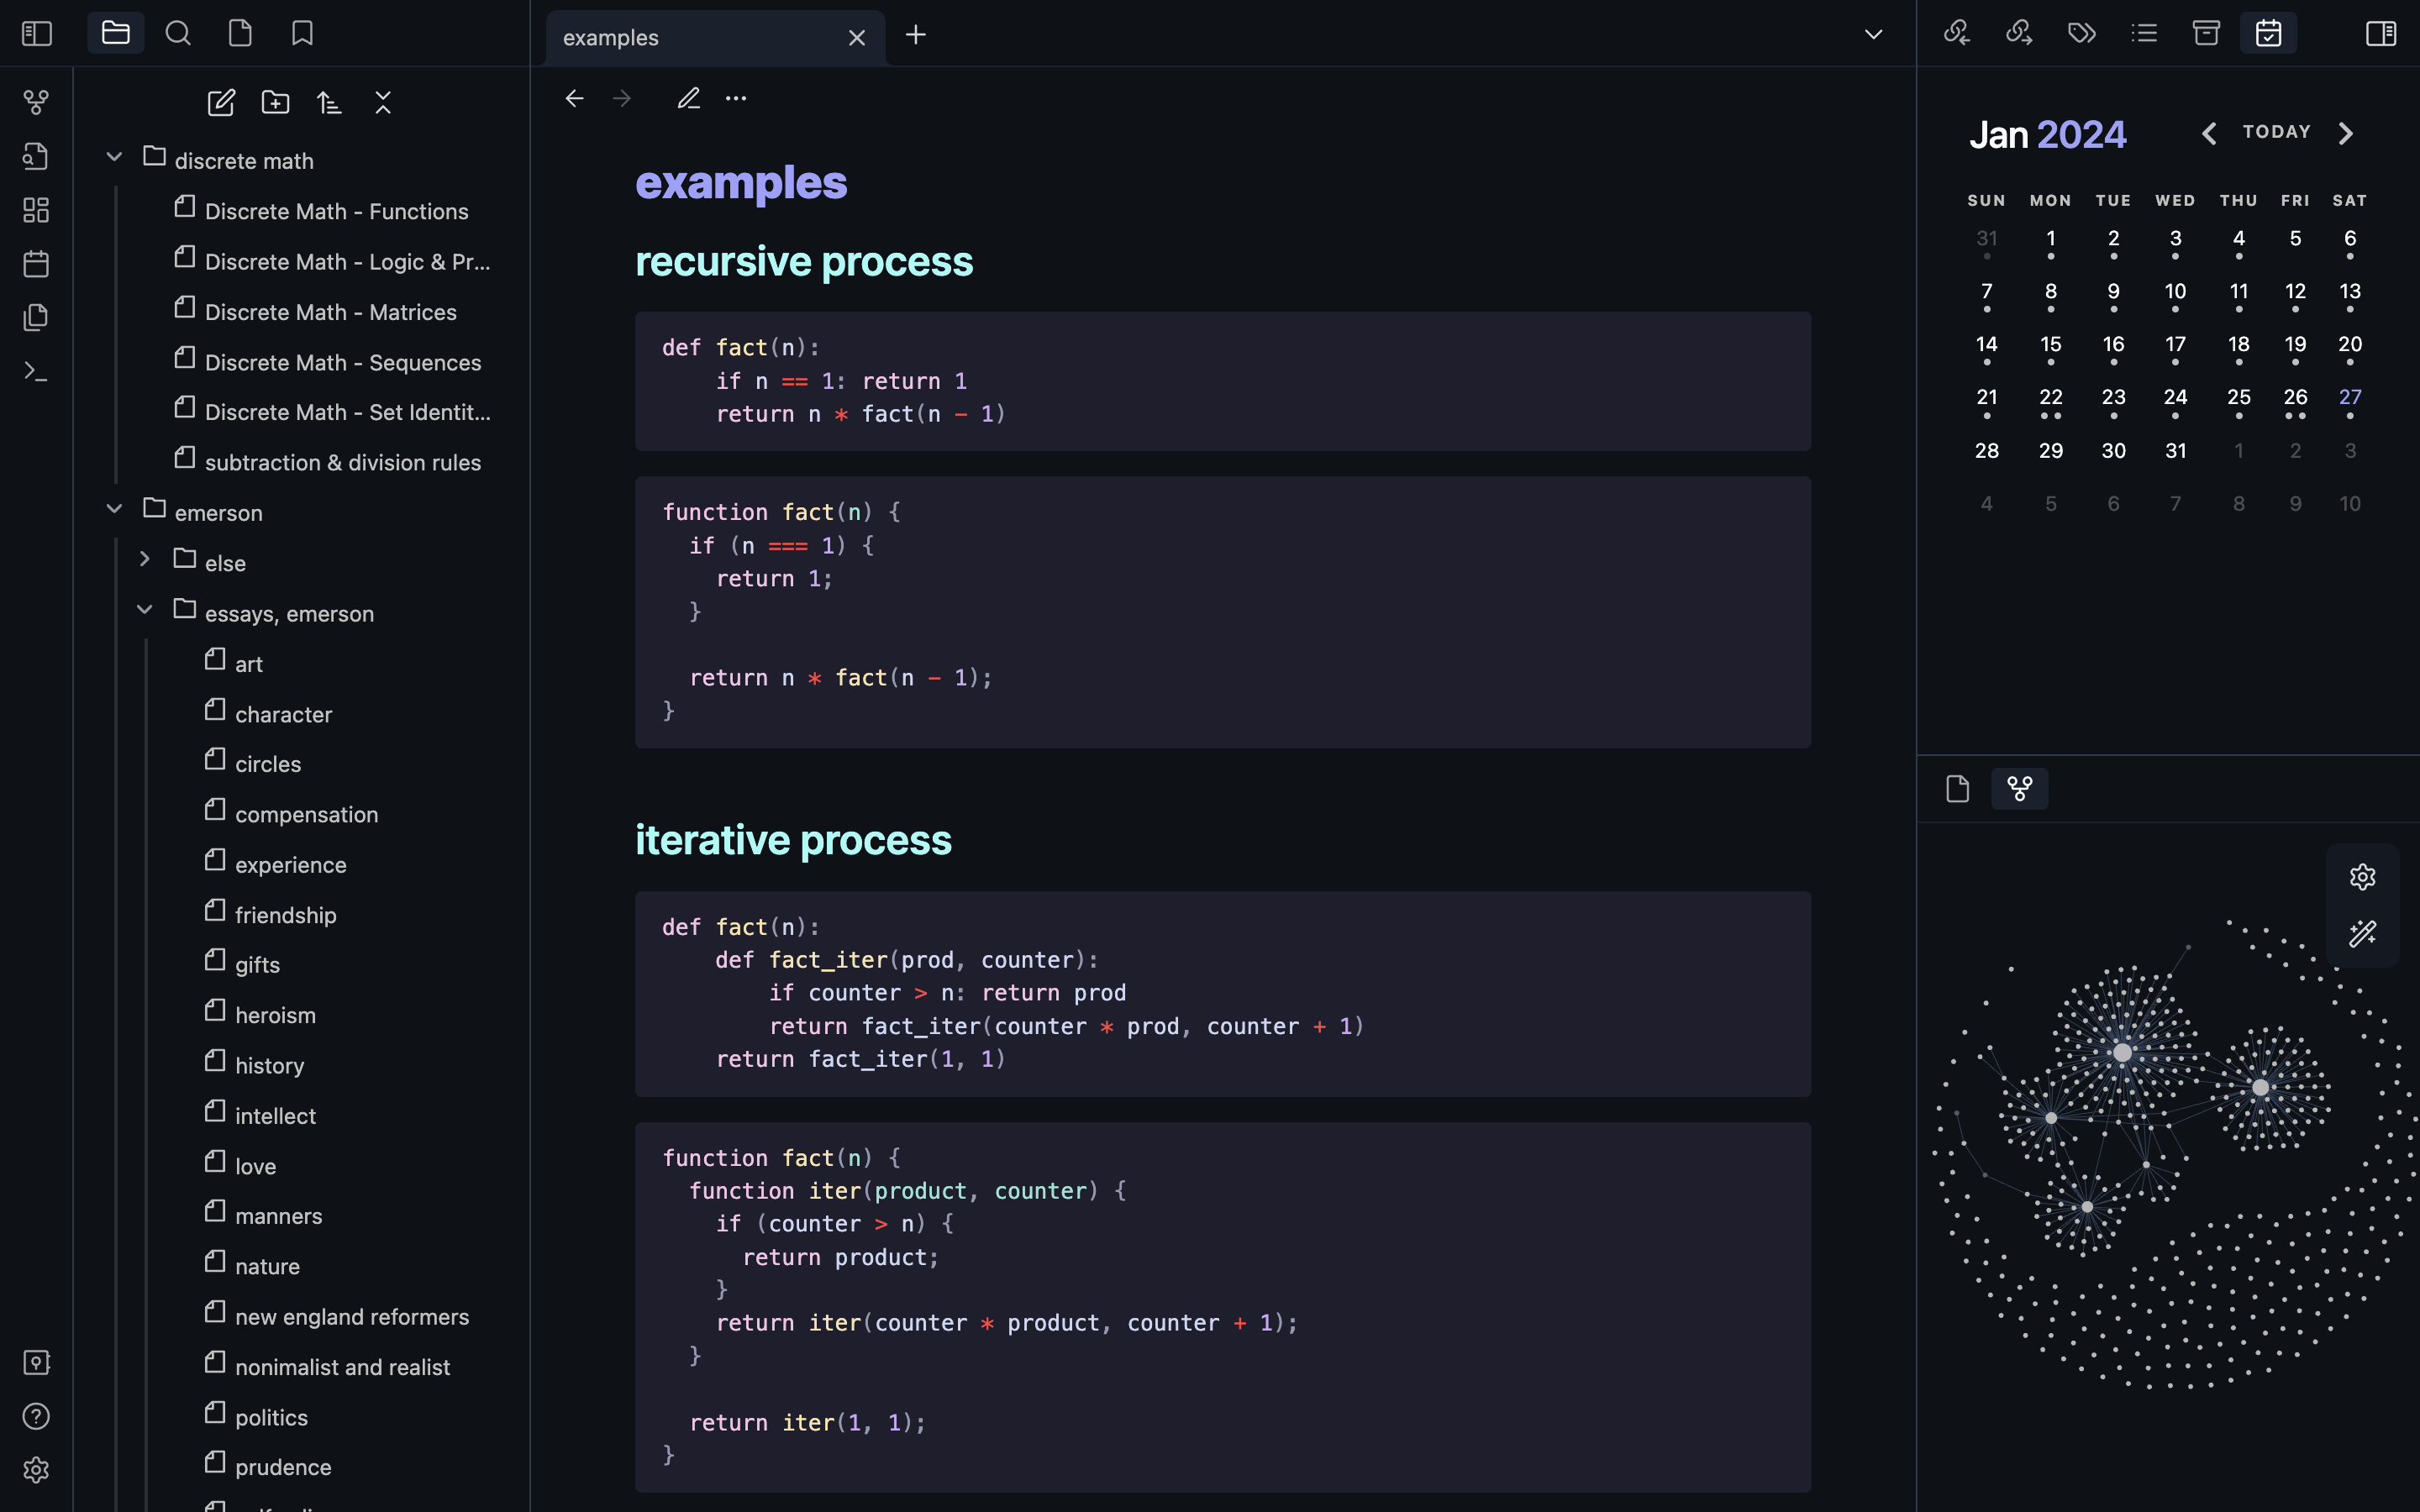 examples
discrete math
Discrete Math - Functions
Discrete Math - Logic & Pr...
Discrete Math - Matrices
Discrete Math - Sequences
Discrete Math - Set Identit...
subtraction & division rules
emerson
else
essays, emerson
art
character
circles
compensation
experience
friendship
gifts
heroism
history
intellect
love
manners
nature
new england reformers
nonimalist and realist
politics
prudence
examples
recursive process
def fact(n):
    if n == 1: return 1
    return n * fact(n - 1)
function fact(n) {
  if (n === 1) {
    return 1;
  }
  return n * fact(n - 1);
}
iterative process
def fact(n):
    def fact_iter(prod, counter):
        if counter > n: return prod
        return fact_iter(counter * prod, counter + 1)
    return fact_iter(1, 1)
function fact(n) {
  function iter(product, counter) {
    if (counter > n) {
      return product;
    }
    return iter(counter * product, counter + 1);
  }
  return iter(1, 1);
}
Jan 2024
TODAY
SUN MON TUE WED THU FRI SAT
31 1 2 3 4 5 6
7 8 9 10 11 12 13
14 15 16 17 18 19 20
21 22 23 24 25 26 27
28 29 30 31 1 2 3
4 5 6 7 8 9 10